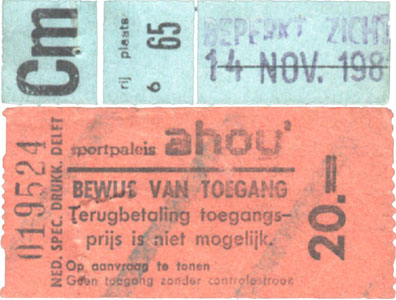 Cm
rij plaats
6 65
BEPERKT ZICHT
14 NOV. 198
019524
NED. SPEC. DRUKK. DELFT
sportpaleis ahoy'
BEWIJS VAN TOEGANG
Terugbetaling toegangs-
prijs is niet mogelijk.
Op aanvraag te tonen
Geen toegang zonder controlestrook
20.=